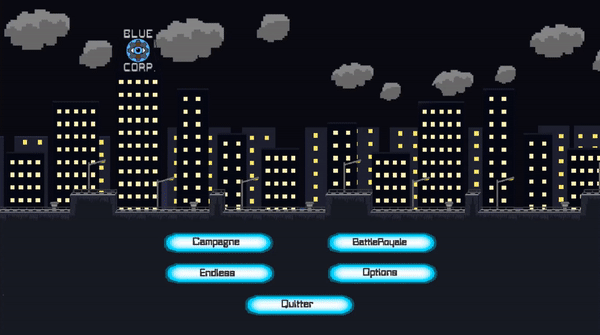 BLUE
CORP.
Campagne
BattleRoyale
Endless
Options
Quitter